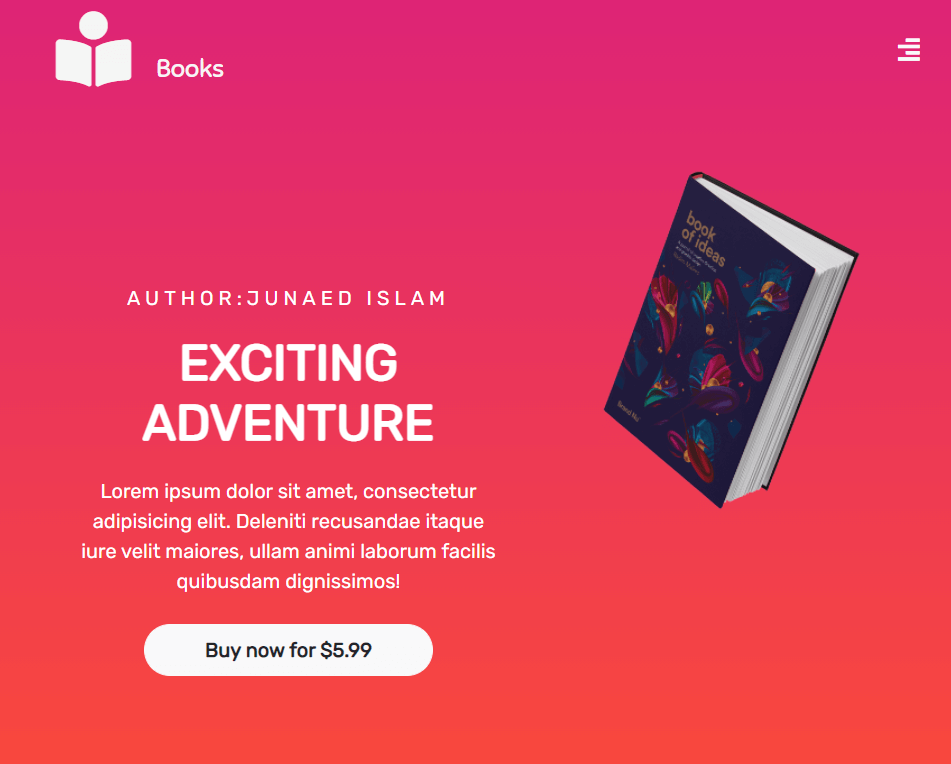 Books
AUTHOR:JUNAED ISLAM
EXCITING
ADVENTURE
Lorem ipsum dolor sit amet, consectetur
adipisicing elit. Deleniti recusandae itaque
iure velit maiores, ullam animi laborum facilis
quibusdam dignissimos!
Buy now for $5.99
book
of ideas